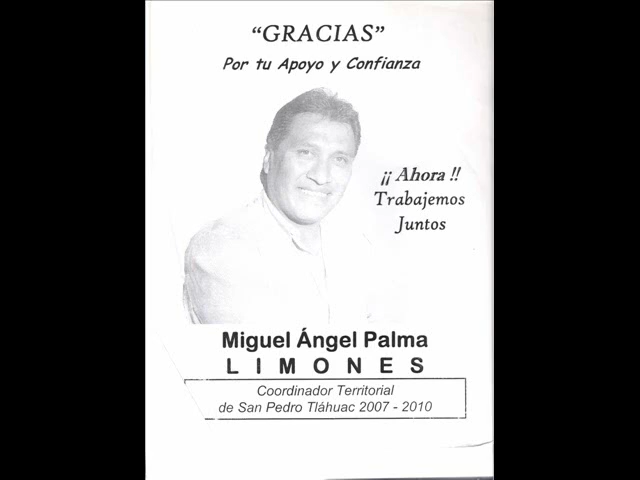 “GRACIAS”
Por tu Apoyo y Confianza
¡¡ Ahora !!
Trabajemos
Juntos
Miguel Ángel Palma
LIMONES
Coordinador Territorial
de San Pedro Tláhuac 2007 - 2010